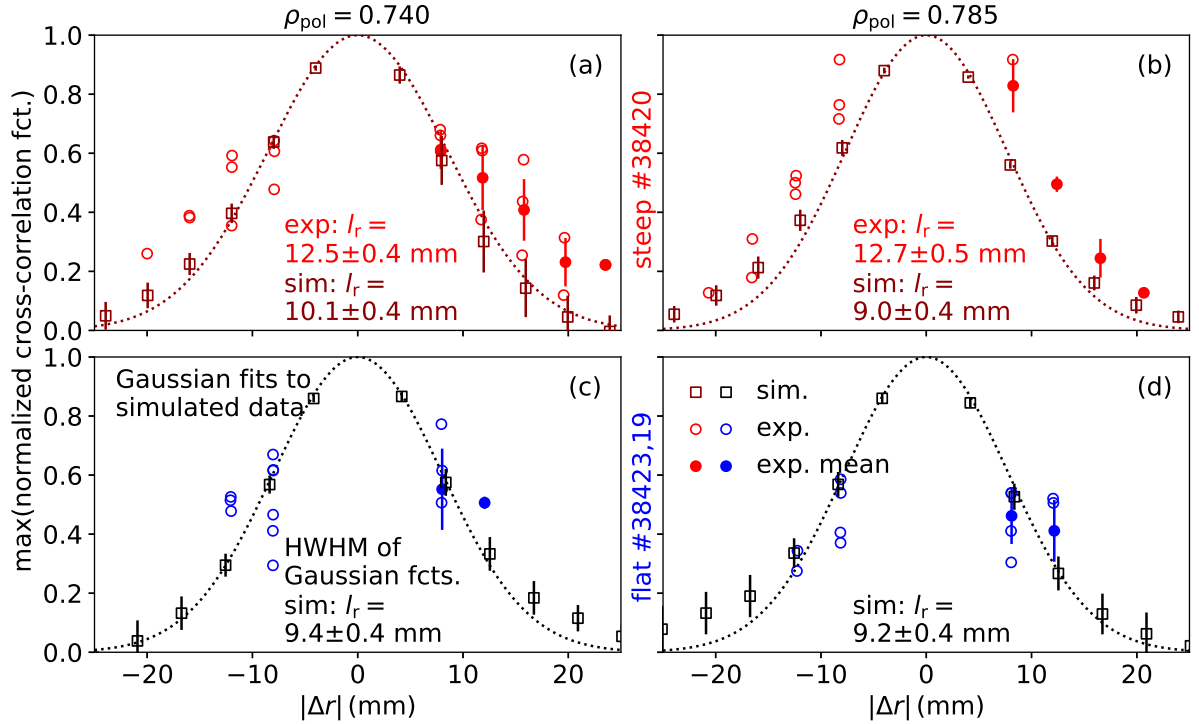 ρpol = 0.740
ρpol = 0.785
max(normalized cross-correlation fct.)
1.0
0.8
0.6
0.4
0.2
0.0
(a)
exp: lr =
12.5±0.4 mm
sim: lr =
10.1±0.4 mm
steep #38420
(b)
exp: lr =
12.7±0.5 mm
sim: lr =
9.0±0.4 mm
1.0
0.8
0.6
0.4
0.2
0.0
Gaussian fits to
simulated data
(c)
HWHM of
Gaussian fcts.
sim: lr =
9.4±0.4 mm
flat #38423,19
(d)
sim.
exp.
exp. mean
sim: lr =
9.2±0.4 mm
−20 −10 0 10 20
|Δr| (mm)
−20 −10 0 10 20
|Δr| (mm)